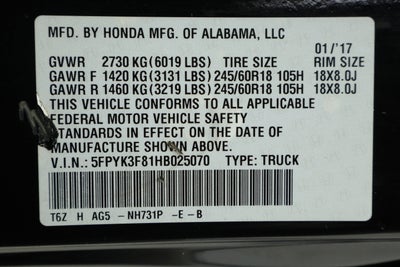 MFD. BY HONDA MFG. OF ALABAMA, LLC
01/'17
GVWR 2730 KG(6019 LBS) TIRE SIZE RIM SIZE
GAWR F 1420 KG(3131 LBS) 245/60R18 105H 18X8.0J
GAWR R 1460 KG(3219 LBS) 245/60R18 105H 18X8.0J
THIS VEHICLE CONFORMS TO ALL APPLICABLE
FEDERAL MOTOR VEHICLE SAFETY
STANDARDS IN EFFECT ON THE DATE OF
MANUFACTURE SHOWN ABOVE.
V.I.N.: 5FPYK3F81HB025070 TYPE: TRUCK
T6Z H AG5 -NH731P -E-B